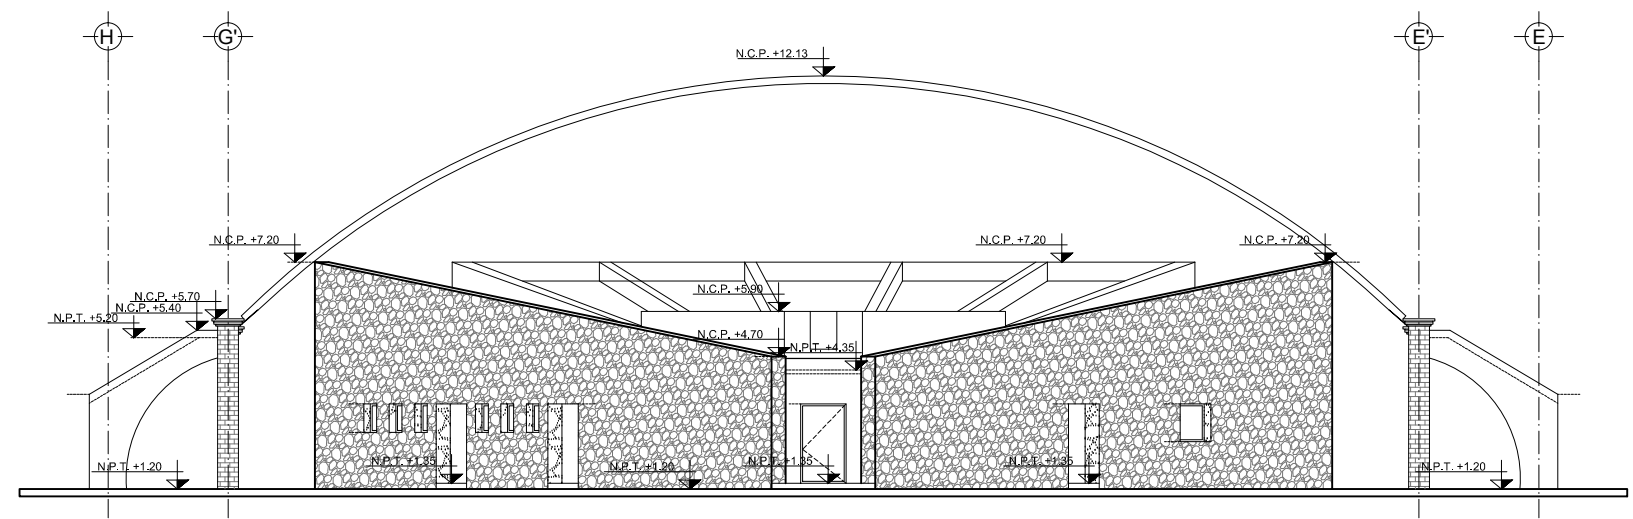 H
G'
E'
E
N.C.P. +12.13
N.C.P. +7.20
N.C.P. +7.20
N.C.P. +7.20
N.C.P. +5.70
N.C.P. +5.90
N.C.P. +5.40
N.P.T. +5.20
N.C.P. +4.70
N.P.T. +4.35
N.P.T. +1.20
N.P.T. +1.35
N.P.T. +1.20
N.P.T. +1.35
N.P.T. +1.35
N.P.T. +1.20